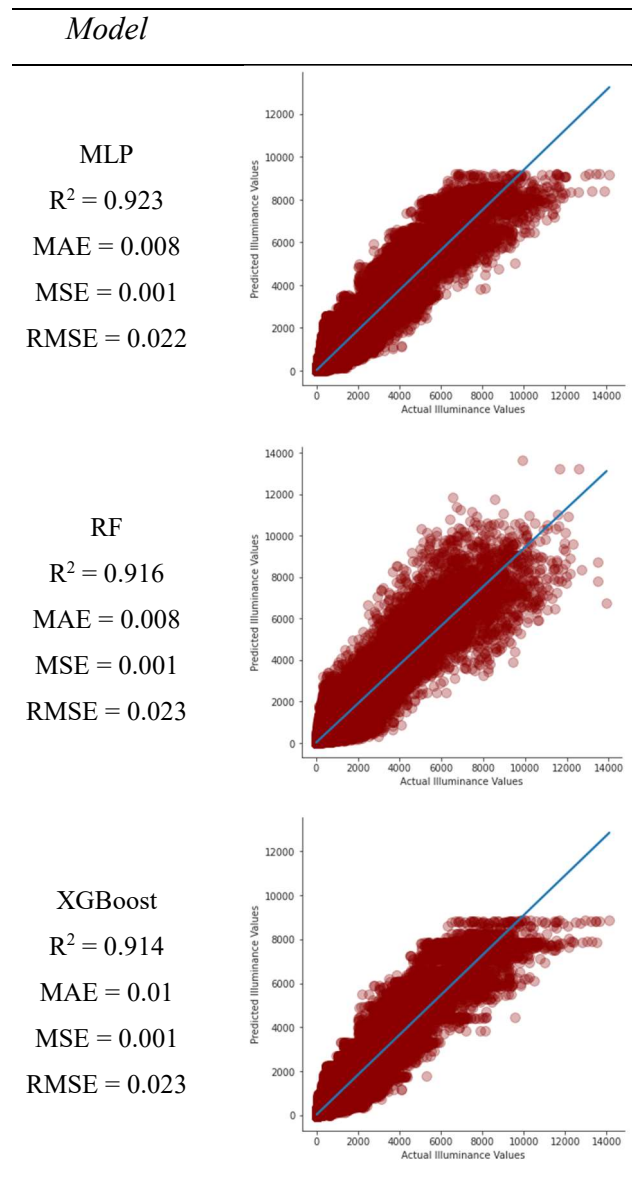 Model
MLP
R² = 0.923
MAE = 0.008
MSE = 0.001
RMSE = 0.022
Predicted Illuminance Values
12000
10000
8000
6000
4000
2000
0
0 2000 4000 6000 8000 10000 12000 14000
Actual Illuminance Values
RF
R² = 0.916
MAE = 0.008
MSE = 0.001
RMSE = 0.023
Predicted Illuminance Values
14000
12000
10000
8000
6000
4000
2000
0
0 2000 4000 6000 8000 10000 12000 14000
Actual Illuminance Values
XGBoost
R² = 0.914
MAE = 0.01
MSE = 0.001
RMSE = 0.023
Predicted Illuminance Values
12000
10000
8000
6000
4000
2000
0
0 2000 4000 6000 8000 10000 12000 14000
Actual Illuminance Values